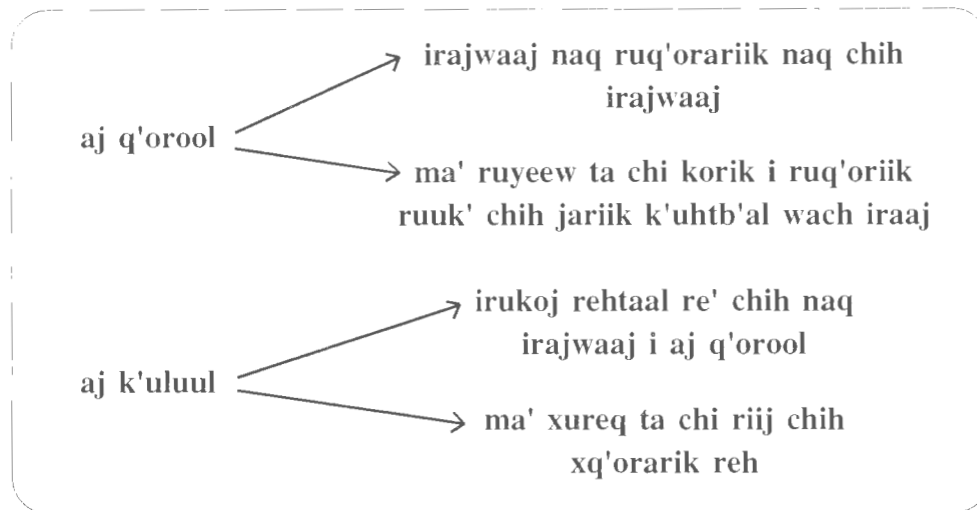 irajwaaj naq ruq'orariik naq chih
irajwaaj
aj q'orool
ma' ruyeew ta chi korik i ruq'oriik
ruuk' chih jariik k'uhtb'al wach iraaj
irukoj rehtaal re' chih naq
irajwaaj i aj q'orool
aj k'uluul
ma' xureq ta chi riij chih
xq'orarik reh